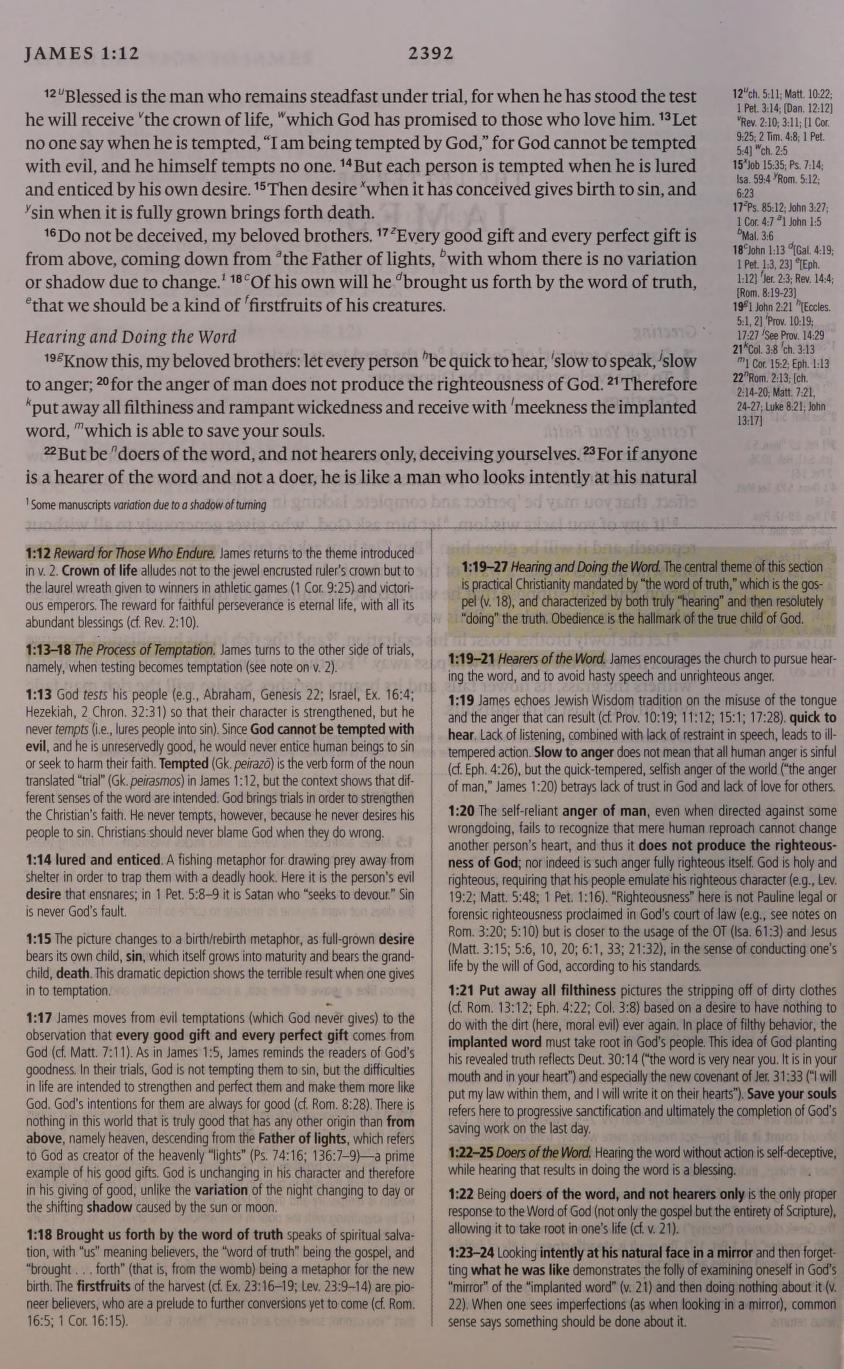 JAMES 1:12
2392
12 uBlessed is the man who remains steadfast under trial, for when he has stood the test
he will receive vthe crown of life, wwhich God has promised to those who love him. 13 Let
no one say when he is tempted, “I am being tempted by God,” for God cannot be tempted
with evil, and he himself tempts no one. 14 But each person is tempted when he is lured
and enticed by his own desire. 15 Then desire xwhen it has conceived gives birth to sin, and
ysin when it is fully grown brings forth death.
16 Do not be deceived, my beloved brothers. 17 zEvery good gift and every perfect gift is
from above, coming down from athe Father of lights, bwith whom there is no variation
or shadow due to change.1 18 cOf his own will he dbrought us forth by the word of truth,
ethat we should be a kind of ffirstfruits of his creatures.
Hearing and Doing the Word
19 gKnow this, my beloved brothers: let every person hbe quick to hear, islow to speak, jslow
to anger; 20 for the anger of man does not produce the righteousness of God. 21 Therefore
kput away all filthiness and rampant wickedness and receive with lmeekness the implanted
word, mwhich is able to save your souls.
22 But be ndoers of the word, and not hearers only, deceiving yourselves. 23 For if anyone
is a hearer of the word and not a doer, he is like a man who looks intently at his natural
1 Some manuscripts variation due to a shadow of turning
12 uch. 5:11; Matt. 10:22;
1 Pet. 3:14; [Dan. 12:12]
vRev. 2:10; 3:11; [1 Cor.
9:25; 2 Tim. 4:8; 1 Pet.
5:4] wch. 2:5
15 xJob 15:35; Ps. 7:14;
Isa. 59:4 yRom. 5:12;
6:23
17 zPs. 85:12; John 3:27;
1 Cor. 4:7 a1 John 1:5
bMal. 3:6
18 cJohn 1:13 d[Gal. 4:19;
1 Pet. 1:3, 23] e[Eph.
1:12] fJer. 2:3; Rev. 14:4;
[Rom. 8:19-23]
19 g1 John 2:21 h[Eccles.
5:1, 2] iProv. 10:19;
17:27 jSee Prov. 14:29
21 kCol. 3:8 lch. 3:13
m1 Cor. 15:2; Eph. 1:13
22 nRom. 2:13; [ch.
2:14-20; Matt. 7:21,
24-27; Luke 8:21; John
13:17]
1:12 Reward for Those Who Endure. James returns to the theme introduced
in v. 2. Crown of life alludes not to the jewel encrusted ruler's crown but to
the laurel wreath given to winners in athletic games (1 Cor. 9:25) and victori-
ous emperors. The reward for faithful perseverance is eternal life, with all its
abundant blessings (cf. Rev. 2:10).
1:13–18 The Process of Temptation. James turns to the other side of trials,
namely, when testing becomes temptation (see note on v. 2).
1:13 God tests his people (e.g., Abraham, Genesis 22; Israel, Ex. 16:4;
Hezekiah, 2 Chron. 32:31) so that their character is strengthened, but he
never tempts (i.e., lures people into sin). Since God cannot be tempted with
evil, and he is unreservedly good, he would never entice human beings to sin
or seek to harm their faith. Tempted (Gk. peirazō) is the verb form of the noun
translated “trial” (Gk. peirasmos) in James 1:12, but the context shows that dif-
ferent senses of the word are intended. God brings trials in order to strengthen
the Christian's faith. He never tempts, however, because he never desires his
people to sin. Christians should never blame God when they do wrong.
1:14 lured and enticed. A fishing metaphor for drawing prey away from
shelter in order to trap them with a deadly hook. Here it is the person's evil
desire that ensnares; in 1 Pet. 5:8–9 it is Satan who “seeks to devour.” Sin
is never God's fault.
1:15 The picture changes to a birth/rebirth metaphor, as full-grown desire
bears its own child, sin, which itself grows into maturity and bears the grand-
child, death. This dramatic depiction shows the terrible result when one gives
in to temptation.
1:17 James moves from evil temptations (which God never gives) to the
observation that every good gift and every perfect gift comes from
God (cf. Matt. 7:11). As in James 1:5, James reminds the readers of God's
goodness. In their trials, God is not tempting them to sin, but the difficulties
in life are intended to strengthen and perfect them and make them more like
God. God's intentions for them are always for good (cf. Rom. 8:28). There is
nothing in this world that is truly good that has any other origin than from
above, namely heaven, descending from the Father of lights, which refers
to God as creator of the heavenly “lights” (Ps. 74:16; 136:7–9)—a prime
example of his good gifts. God is unchanging in his character and therefore
in his giving of good, unlike the variation of the night changing to day or
the shifting shadow caused by the sun or moon.
1:18 Brought us forth by the word of truth speaks of spiritual salva-
tion, with “us” meaning believers, the “word of truth” being the gospel, and
“brought . . . forth” (that is, from the womb) being a metaphor for the new
birth. The firstfruits of the harvest (cf. Ex. 23:16–19; Lev. 23:9–14) are pio-
neer believers, who are a prelude to further conversions yet to come (cf. Rom.
16:5; 1 Cor. 16:15).
1:19–27 Hearing and Doing the Word. The central theme of this section
is practical Christianity mandated by “the word of truth,” which is the gos-
pel (v. 18), and characterized by both truly “hearing” and then resolutely
“doing” the truth. Obedience is the hallmark of the true child of God.
1:19–21 Hearers of the Word. James encourages the church to pursue hear-
ing the word, and to avoid hasty speech and unrighteous anger.
1:19 James echoes Jewish Wisdom tradition on the misuse of the tongue
and the anger that can result (cf. Prov. 10:19; 11:12; 15:1; 17:28). quick to
hear. Lack of listening, combined with lack of restraint in speech, leads to ill-
tempered action. Slow to anger does not mean that all human anger is sinful
(cf. Eph. 4:26), but the quick-tempered, selfish anger of the world (“the anger
of man,” James 1:20) betrays lack of trust in God and lack of love for others.
1:20 The self-reliant anger of man, even when directed against some
wrongdoing, fails to recognize that mere human reproach cannot change
another person's heart, and thus it does not produce the righteous-
ness of God; nor indeed is such anger fully righteous itself. God is holy and
righteous, requiring that his people emulate his righteous character (e.g., Lev.
19:2; Matt. 5:48; 1 Pet. 1:16). “Righteousness” here is not Pauline legal or
forensic righteousness proclaimed in God's court of law (e.g., see notes on
Rom. 3:20; 5:10) but is closer to the usage of the OT (Isa. 61:3) and Jesus
(Matt. 3:15; 5:6, 10, 20; 6:1, 33; 21:32), in the sense of conducting one's
life by the will of God, according to his standards.
1:21 Put away all filthiness pictures the stripping off of dirty clothes
(cf. Rom. 13:12; Eph. 4:22; Col. 3:8) based on a desire to have nothing to
do with the dirt (here, moral evil) ever again. In place of filthy behavior, the
implanted word must take root in God's people. This idea of God planting
his revealed truth reflects Deut. 30:14 (“the word is very near you. It is in your
mouth and in your heart”) and especially the new covenant of Jer. 31:33 (“I will
put my law within them, and I will write it on their hearts”). Save your souls
refers here to progressive sanctification and ultimately the completion of God's
saving work on the last day.
1:22–25 Doers of the Word. Hearing the word without action is self-deceptive,
while hearing that results in doing the word is a blessing.
1:22 Being doers of the word, and not hearers only is the only proper
response to the Word of God (not only the gospel but the entirety of Scripture),
allowing it to take root in one's life (cf. v. 21).
1:23–24 Looking intently at his natural face in a mirror and then forget-
ting what he was like demonstrates the folly of examining oneself in God's
“mirror” of the “implanted word” (v. 21) and then doing nothing about it (v.
22). When one sees imperfections (as when looking in a mirror), common
sense says something should be done about it.